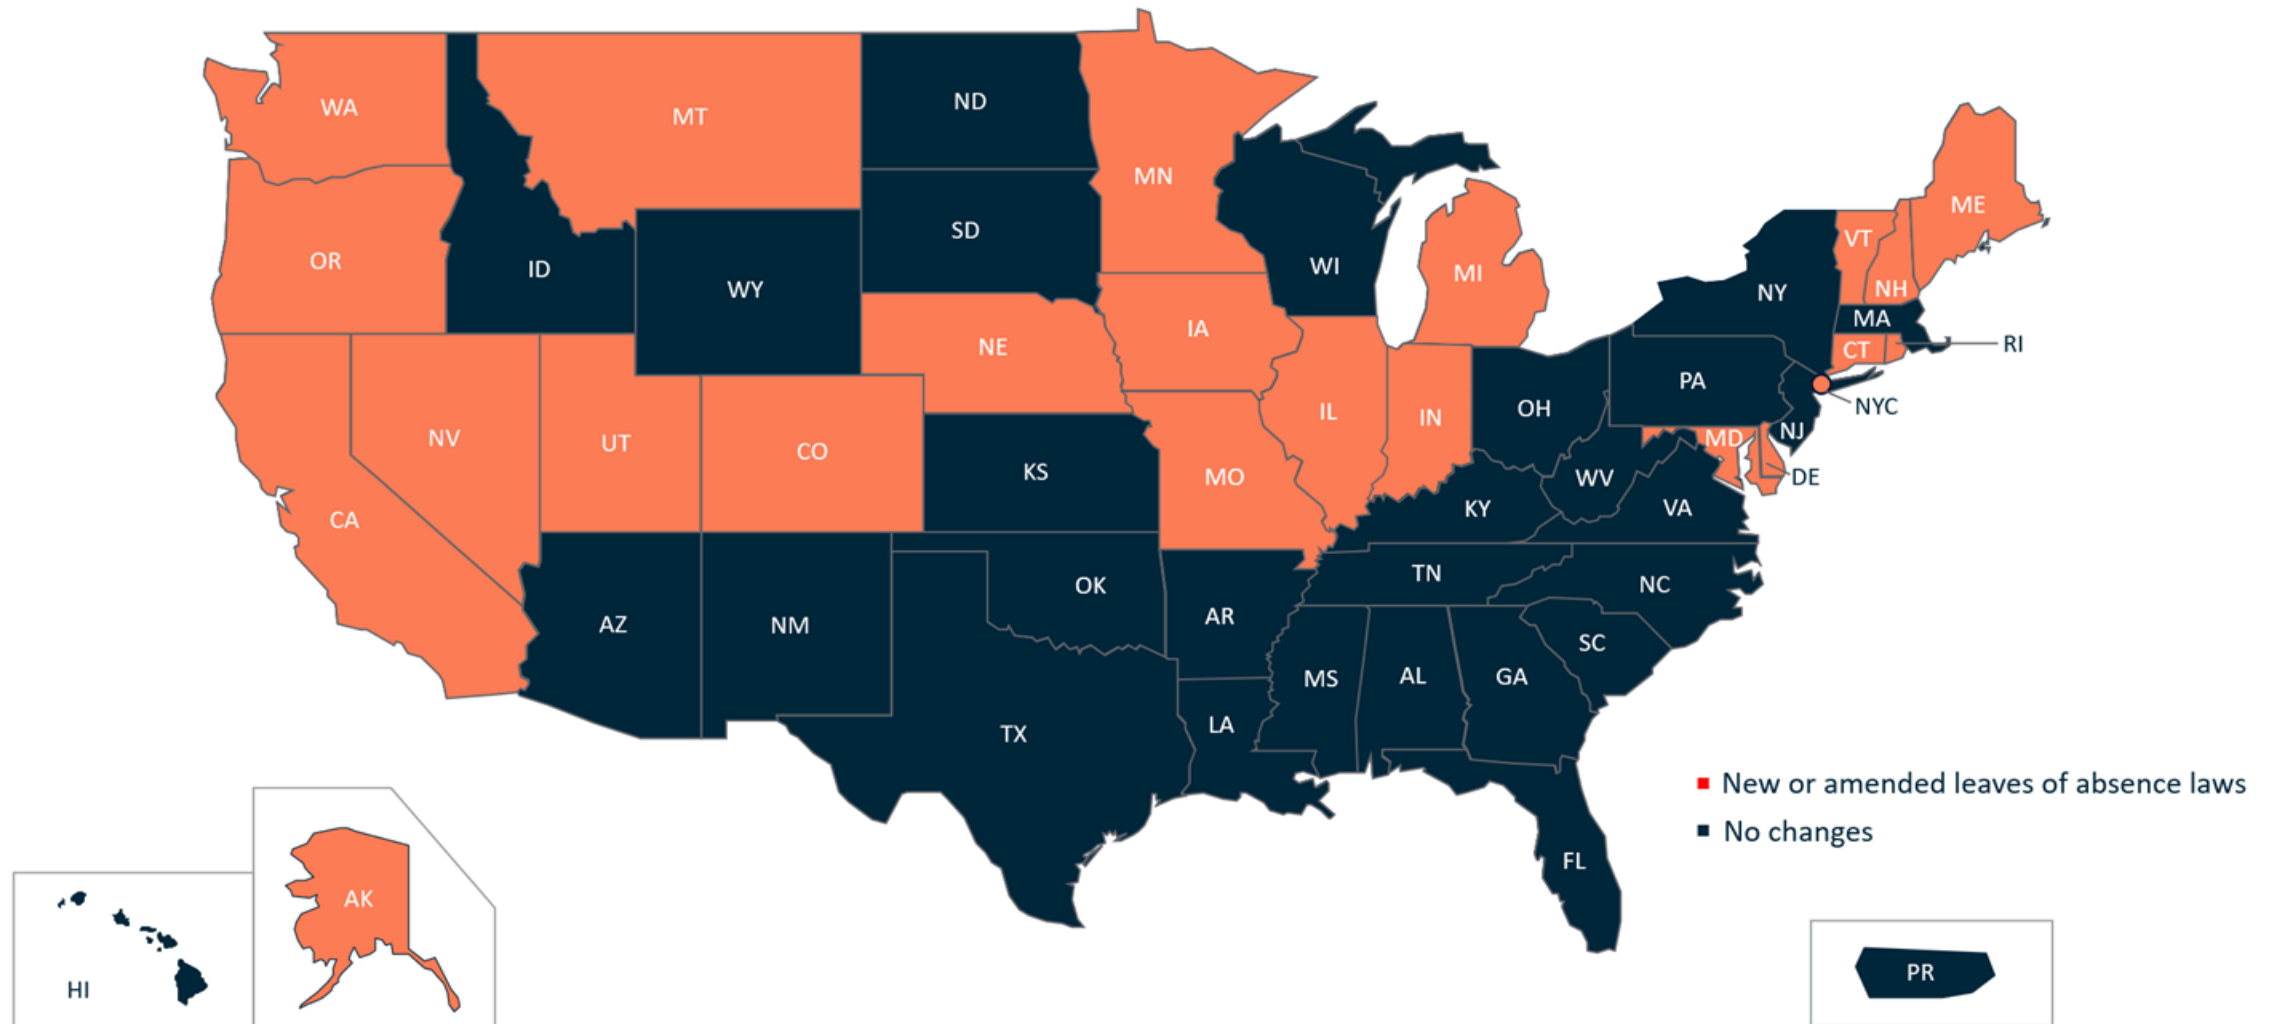 WA
MT
ND
MN
ME
OR
ID
SD
WI
MI
VT
NH
WY
NY
MA
NE
IA
CT
RI
PA
NYC
NV
UT
CO
KS
MO
IL
IN
OH
MD
NJ
WV
DE
CA
KY
VA
AZ
NM
OK
AR
TN
NC
SC
MS
AL
GA
TX
LA
New or amended leaves of absence laws
No changes
FL
AK
HI
PR